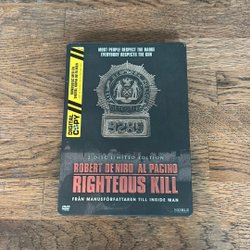 MOST PEOPLE RESPECT THE BADGE
EVERYBODY RESPECTS THE GUN
DIGITAL COPY
2-DISC LIMITED EDITION
ROBERT DE NIRO AL PACINO
RIGHTEOUS KILL
FRÅN MANUSFÖRFATTAREN TILL INSIDE MAN
DVD